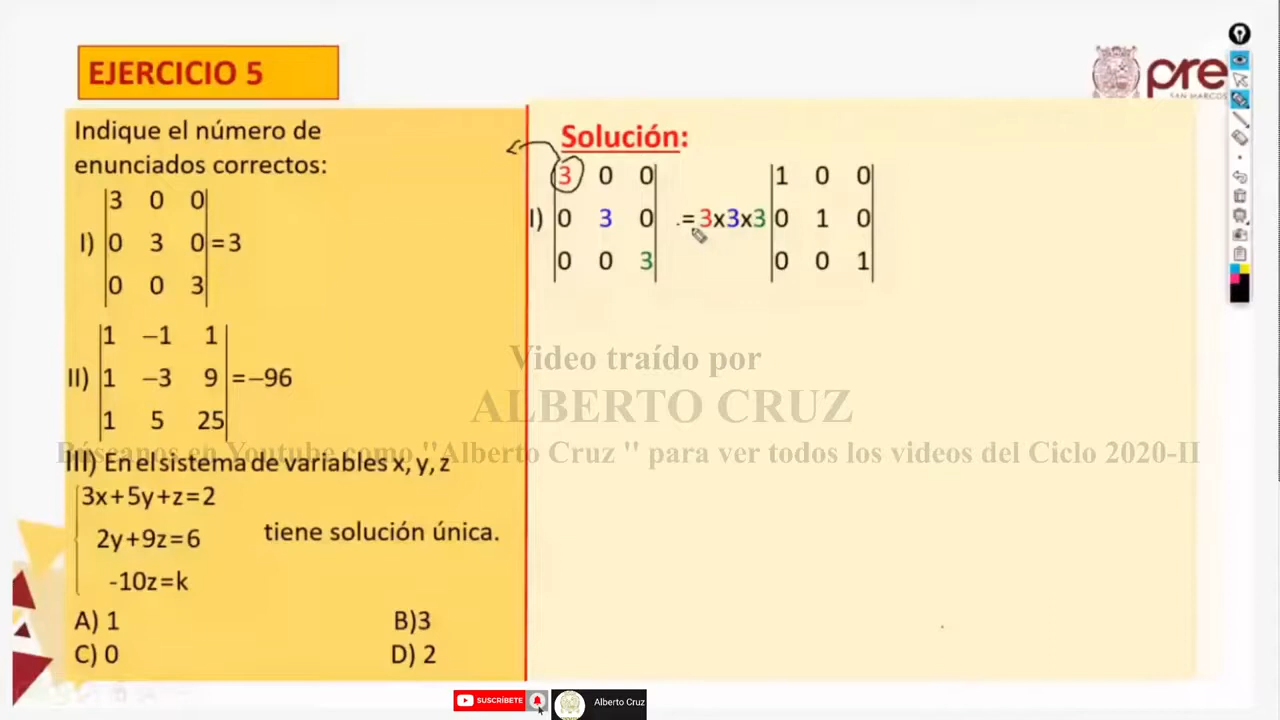 EJERCICIO 5
pre
SAN MARCOS
Indique el número de
enunciados correctos:
3 0 0
I) 0 3 0 =3
0 0 3
1 −1 1
II) 1 −3 9 =−96
1 5 25
III) En el sistema de variables x, y, z
3x+5y+z=2
2y+9z=6 tiene solución única.
-10z=k
A) 1 B)3
C) 0 D) 2
Solución:
3 0 0 1 0 0
I) 0 3 0 =3x3x3 0 1 0
0 0 3 0 0 1
Video traído por
ALBERTO CRUZ
Búscanos en Youtube como "Alberto Cruz " para ver todos los videos del Ciclo 2020-II
SUSCRÍBETE
Alberto Cruz